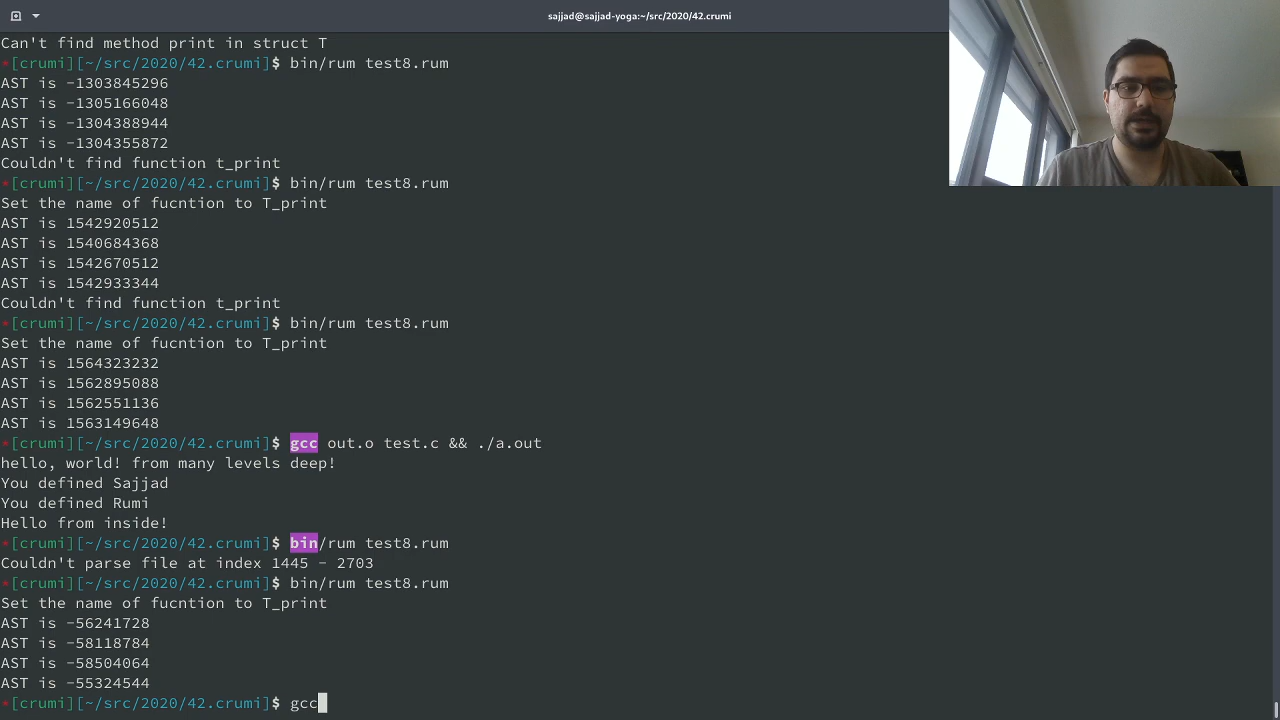 sajjad@sajjad-yoga:~/src/2020/42.crumi
Can't find method print in struct T
*[crumi][~/src/2020/42.crumi]$ bin/rum test8.rum
AST is -1303845296
AST is -1305166048
AST is -1304388944
AST is -1304355872
Couldn't find function t_print
*[crumi][~/src/2020/42.crumi]$ bin/rum test8.rum
Set the name of fucntion to T_print
AST is 1542920512
AST is 1540684368
AST is 1542670512
AST is 1542933344
Couldn't find function t_print
*[crumi][~/src/2020/42.crumi]$ bin/rum test8.rum
Set the name of fucntion to T_print
AST is 1564323232
AST is 1562895088
AST is 1562551136
AST is 1563149648
*[crumi][~/src/2020/42.crumi]$ gcc out.o test.c && ./a.out
hello, world! from many levels deep!
You defined Sajjad
You defined Rumi
Hello from inside!
*[crumi][~/src/2020/42.crumi]$ bin/rum test8.rum
Couldn't parse file at index 1445 - 2703
*[crumi][~/src/2020/42.crumi]$ bin/rum test8.rum
Set the name of fucntion to T_print
AST is -56241728
AST is -58118784
AST is -58504064
AST is -55324544
*[crumi][~/src/2020/42.crumi]$ gcc